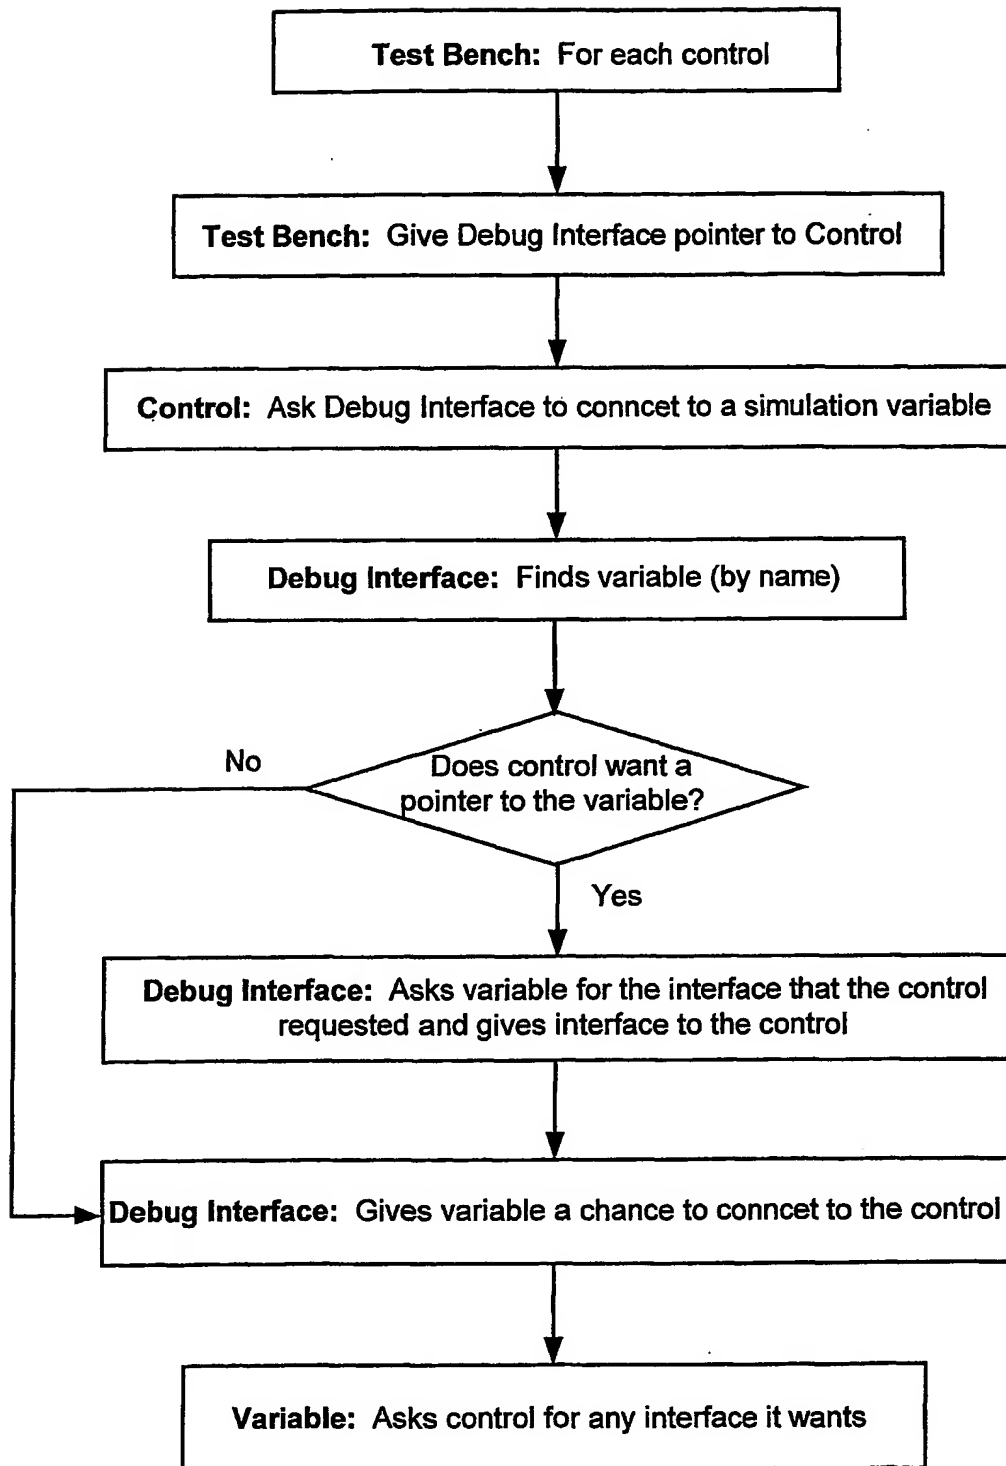 Test Bench: For each control
Test Bench: Give Debug Interface pointer to Control
Control: Ask Debug Interface to conncet to a simulation variable
Debug Interface: Finds variable (by name)
No
Does control want a
pointer to the variable?
Yes
Debug Interface: Asks variable for the interface that the control
requested and gives interface to the control
Debug Interface: Gives variable a chance to conncet to the control
Variable: Asks control for any interface it wants